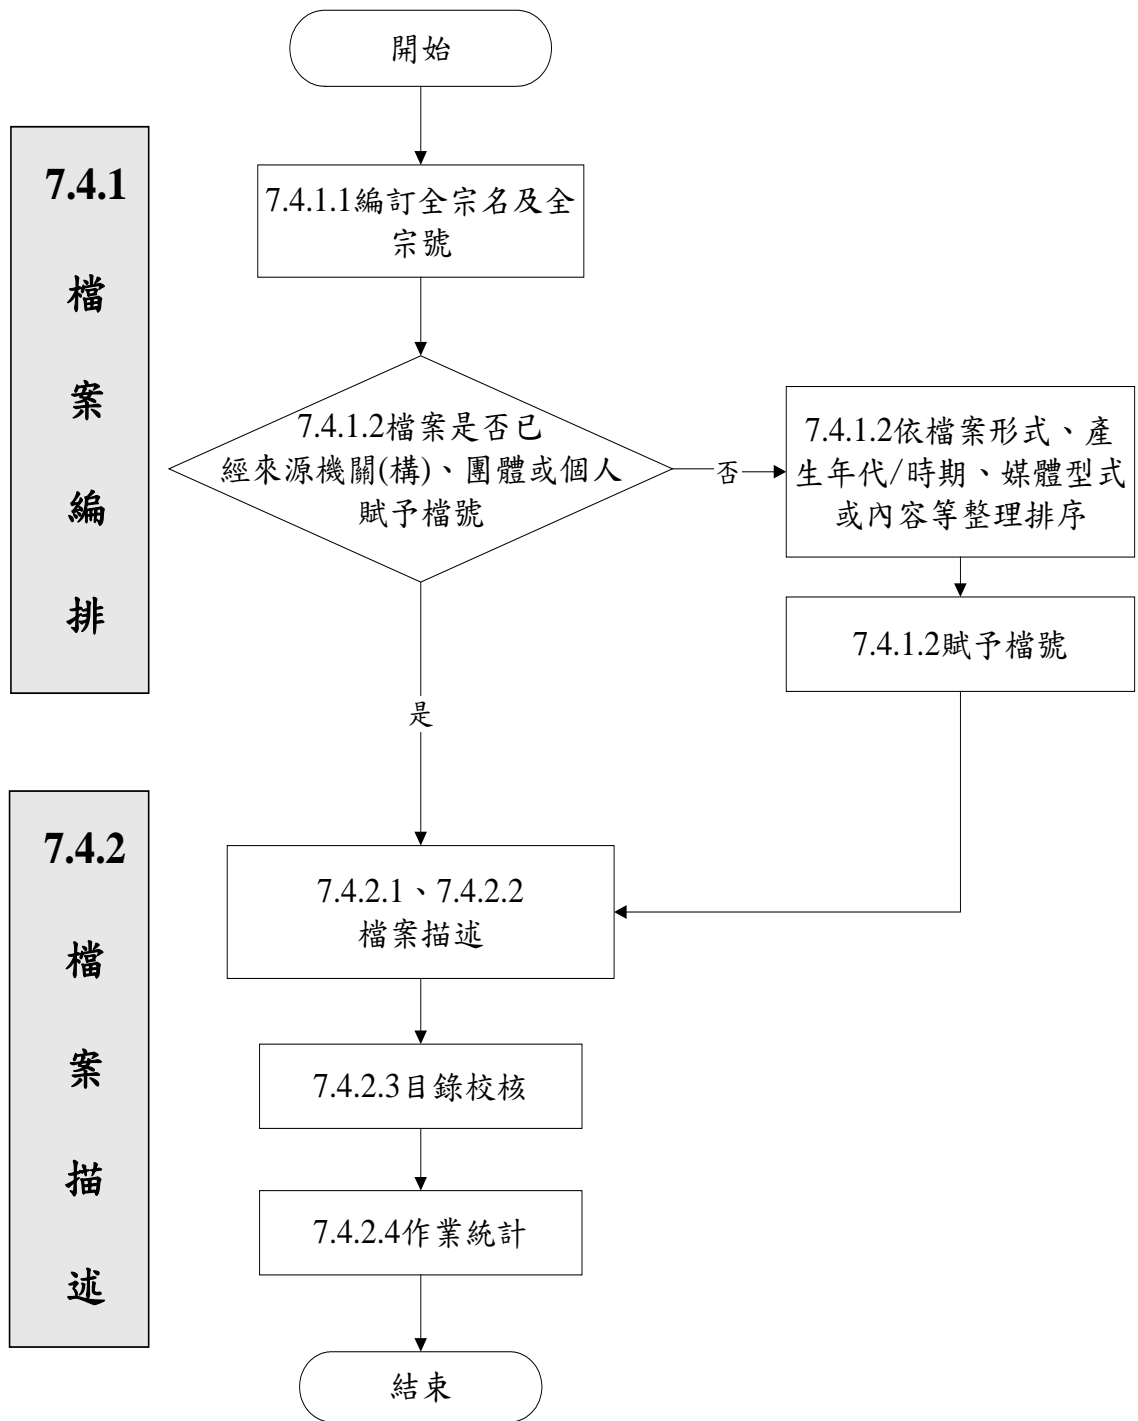 開始
7.4.1
檔
案
編
排
7.4.1.1編訂全宗名及全
宗號
7.4.1.2檔案是否已
經來源機關(構)、團體或個人
賦予檔號
否
7.4.1.2依檔案形式、產
生年代/時期、媒體型式
或內容等整理排序
7.4.1.2賦予檔號
是
7.4.2
檔
案
描
述
7.4.2.1、7.4.2.2
檔案描述
7.4.2.3目錄校核
7.4.2.4作業統計
結束